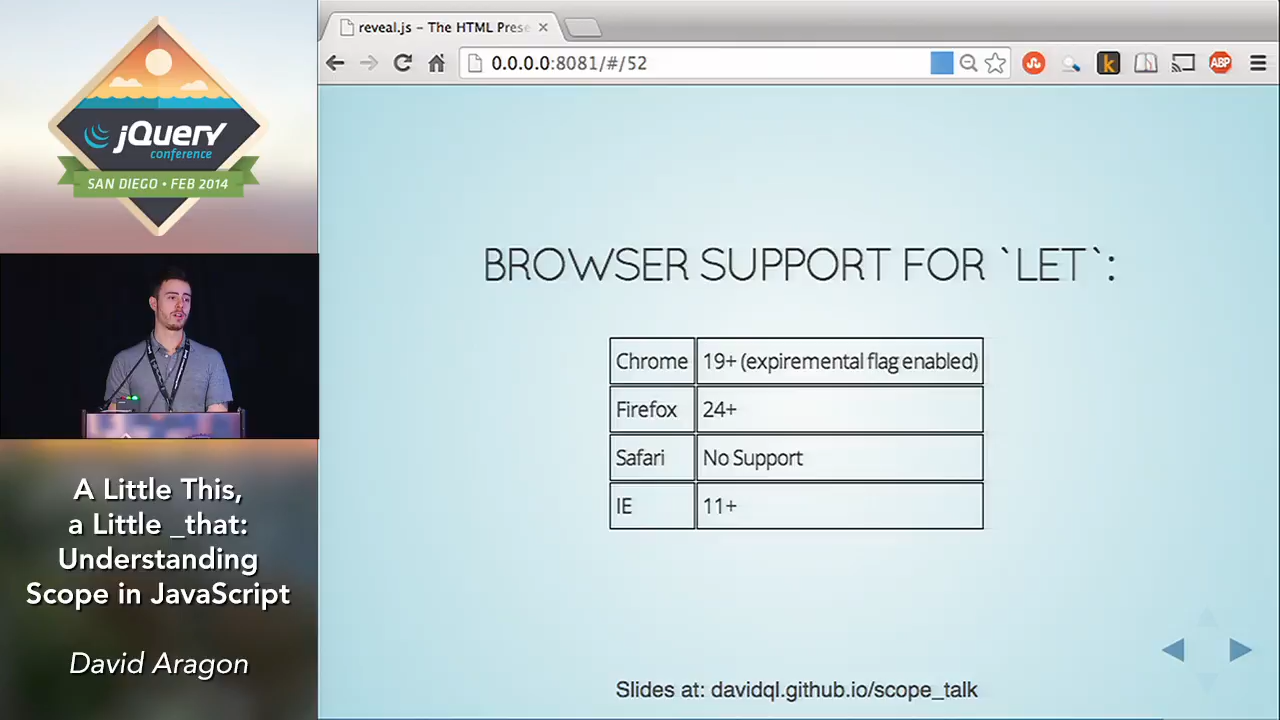 jQuery
conference
SAN DIEGO • FEB 2014
A Little This,
a Little _that:
Understanding
Scope in JavaScript
David Aragon
reveal.js – The HTML Prese
0.0.0.0:8081/#/52
k
ABP
BROWSER SUPPORT FOR `LET`:
Chrome 19+ (expiremental flag enabled)
Firefox 24+
Safari No Support
IE 11+
Slides at: davidql.github.io/scope_talk